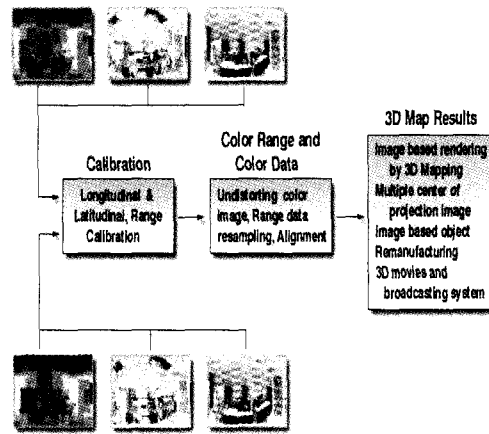 Calibration
Longitudinal &
Latitudinal, Range
Calibration
Color Range and
Color Data
Undistorting color
image, Range data
resampling, Alignment
3D Map Results
Image based rendering
by 3D Mapping
Multiple center of
projection image
Image based object
Remanufacturing
3D movies and
broadcasting system